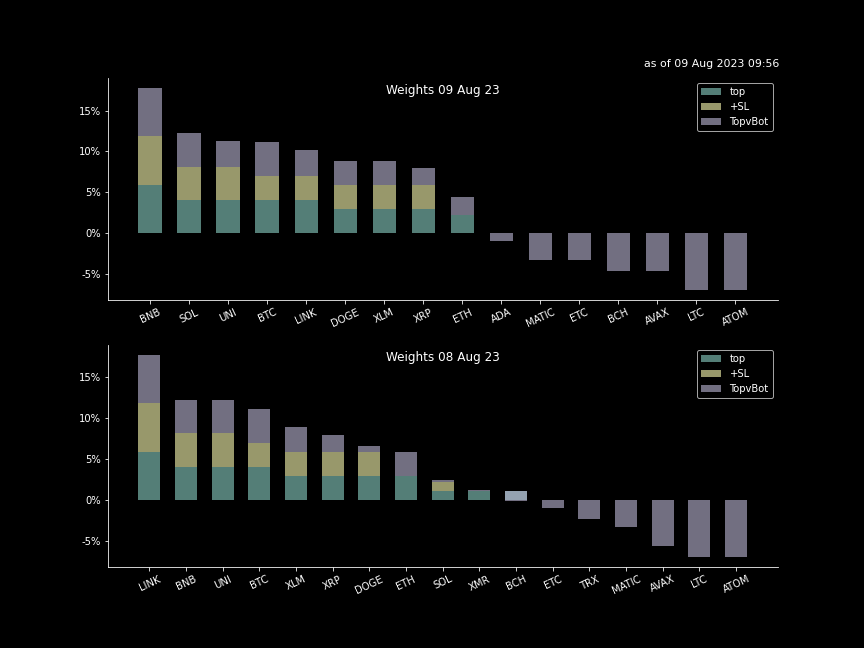 as of 09 Aug 2023 09:56
Weights 09 Aug 23
top
+SL
TopvBot
15%
10%
5%
0%
-5%
BNB SOL UNI BTC LINK DOGE XLM XRP ETH ADA MATIC ETC BCH AVAX LTC ATOM
Weights 08 Aug 23
top
+SL
TopvBot
15%
10%
5%
0%
-5%
LINK BNB UNI BTC XLM XRP DOGE ETH SOL XMR BCH ETC TRX MATIC AVAX LTC ATOM